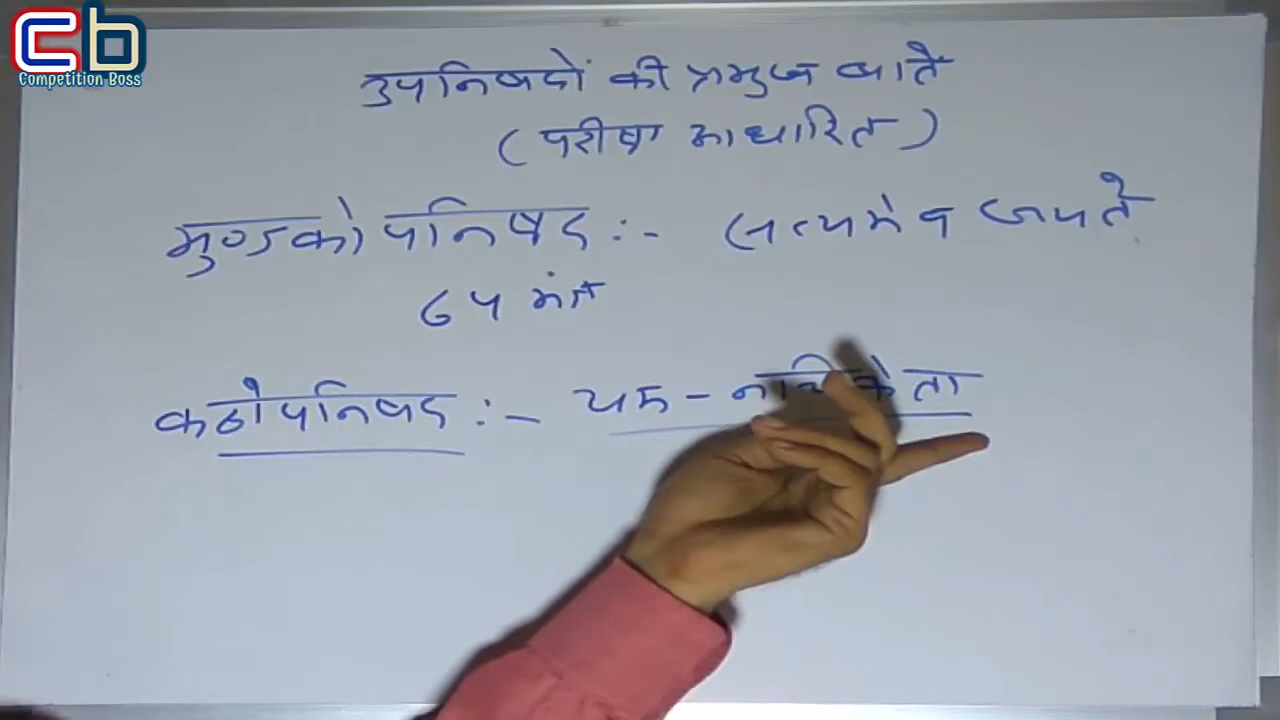 Cb
Competition Boss
उपनिषदों की प्रमुख बातें
(परीक्षा आधारित)
मुण्डकोपनिषद :- सत्यमेव जयते
64 मंत्र
कठोपनिषद :- यम - नचिकेता